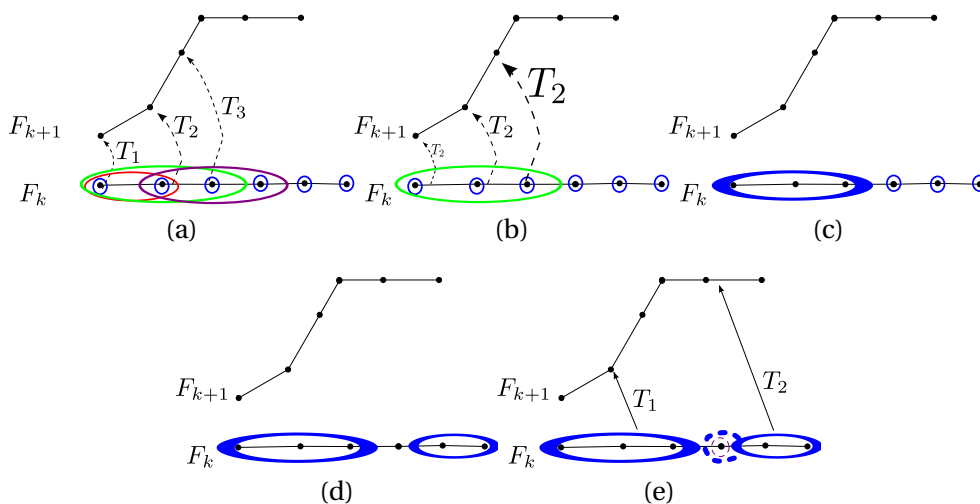 F_{k+1}
T_1
T_2
T_3
F_k
(a)
F_{k+1}
T_2
T_2
T_2
F_k
(b)
F_{k+1}
F_k
(c)
F_{k+1}
F_k
(d)
F_{k+1}
T_1
T_2
F_k
(e)